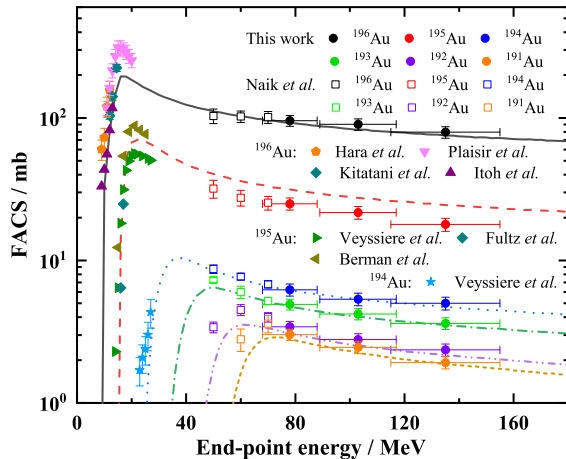 This work ¹⁹⁶Au ¹⁹⁵Au ¹⁹⁴Au
¹⁹³Au ¹⁹²Au ¹⁹¹Au
Naik et al. ¹⁹⁶Au ¹⁹⁵Au ¹⁹⁴Au
¹⁹³Au ¹⁹²Au ¹⁹¹Au
¹⁹⁶Au: Hara et al. Plaisir et al.
Kitatani et al. Itoh et al.
¹⁹⁵Au: Veyssiere et al. Fultz et al.
Berman et al.
¹⁹⁴Au: Veyssiere et al.
FACS / mb
10²
10¹
10⁰
0 40 80 120 160
End-point energy / MeV